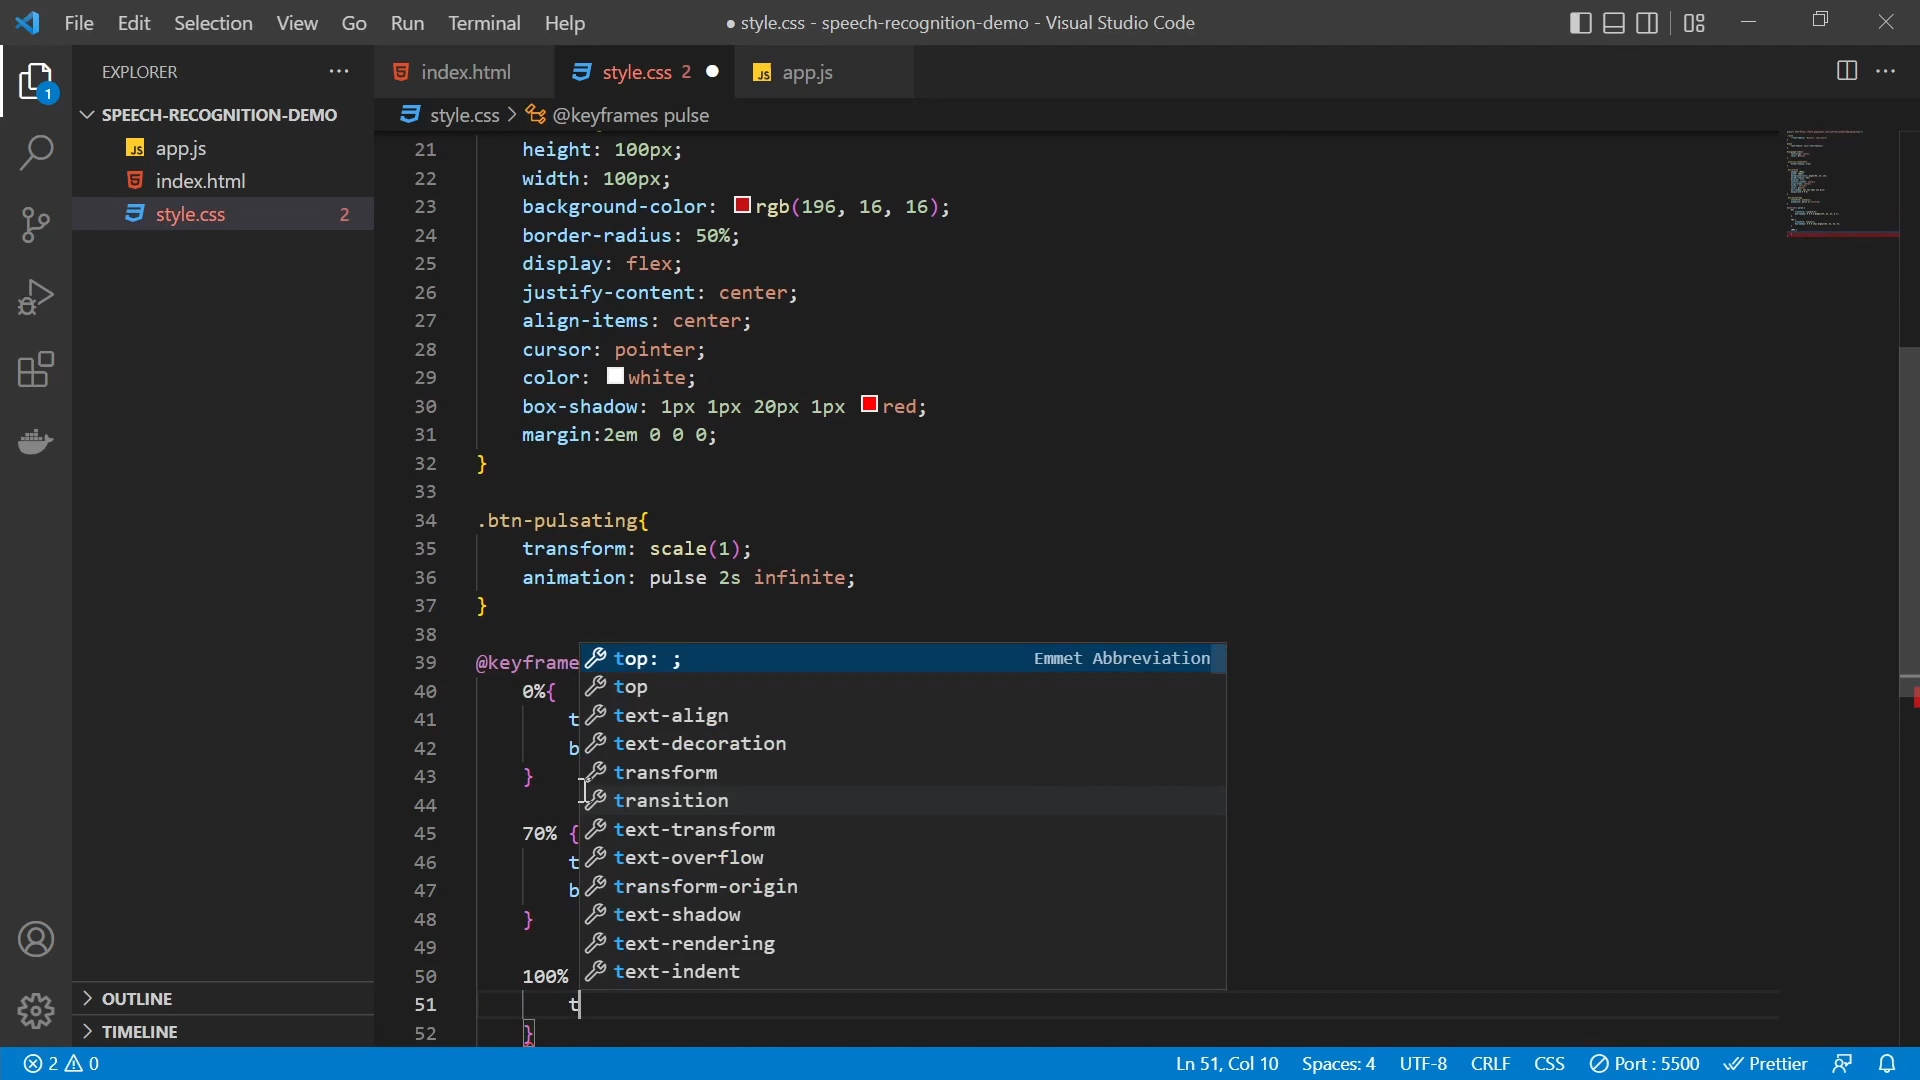 File Edit Selection View Go Run Terminal Help
● style.css - speech-recognition-demo - Visual Studio Code
EXPLORER
index.html
style.css 2
JS app.js
1
SPEECH-RECOGNITION-DEMO
style.css > @keyframes pulse
JS app.js
index.html
style.css 2
21 height: 100px;
22 width: 100px;
23 background-color: rgb(196, 16, 16);
24 border-radius: 50%;
25 display: flex;
26 justify-content: center;
27 align-items: center;
28 cursor: pointer;
29 color: white;
30 box-shadow: 1px 1px 20px 1px red;
31 margin:2em 0 0 0;
32 }
33
34 .btn-pulsating{
35 transform: scale(1);
36 animation: pulse 2s infinite;
37 }
38
39 @keyframe
40 0%{
41 t
42 b
43 }
44
45 70% {
46 t
47 b
48 }
49
50 100%
51 t
52 }
top: ; Emmet Abbreviation
top
text-align
text-decoration
transform
transition
text-transform
text-overflow
transform-origin
text-shadow
text-rendering
text-indent
OUTLINE
TIMELINE
2 0
Ln 51, Col 10 Spaces: 4 UTF-8 CRLF CSS Port : 5500 Prettier